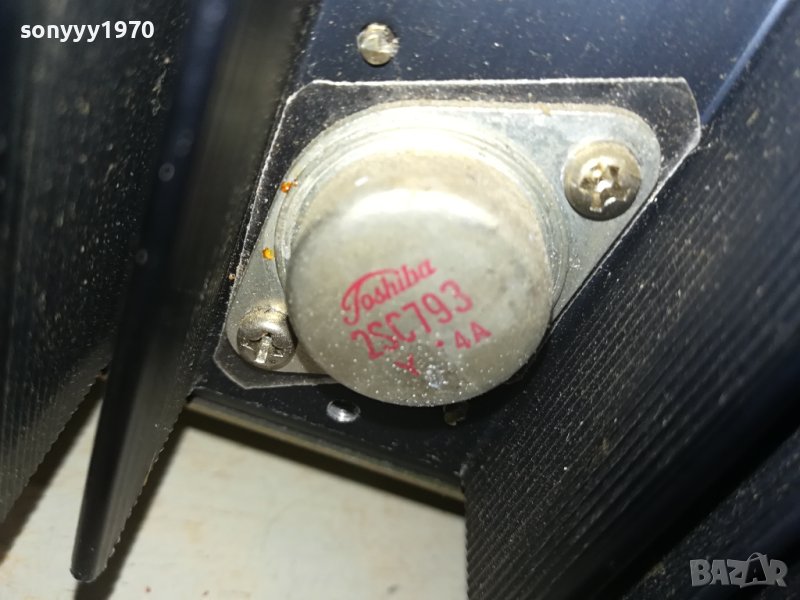 sonyyy1970
Toshiba
2SC793
Y · 4A
BAZAR